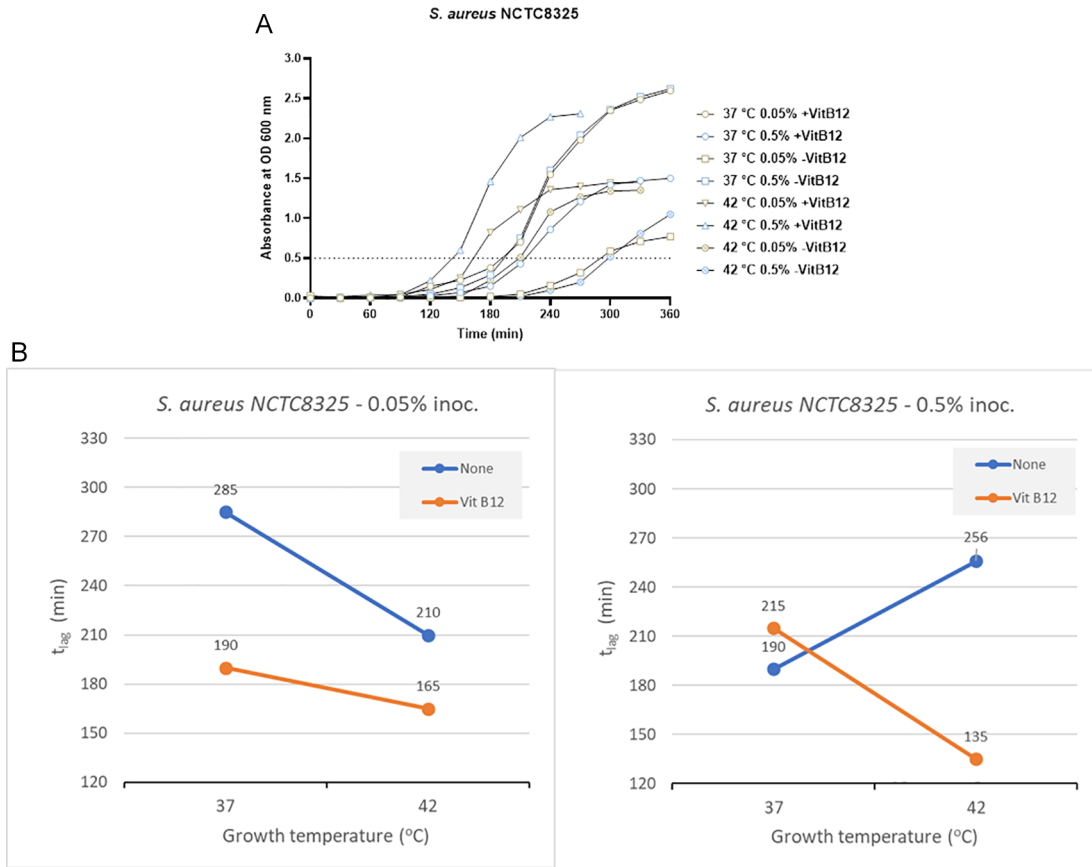 S. aureus NCTC8325
A
Absorbance at OD 600 nm
3.0
2.5
2.0
1.5
1.0
0.5
0.0
0 60 120 180 240 300 360
Time (min)
37 °C 0.05% +VitB12
37 °C 0.5% +VitB12
37 °C 0.05% -VitB12
37 °C 0.5% -VitB12
42 °C 0.05% +VitB12
42 °C 0.5% +VitB12
42 °C 0.05% -VitB12
42 °C 0.5% -VitB12
B
S. aureus NCTC8325 - 0.05% inoc.
tlag (min)
330
300
270
240
210
180
150
120
None
Vit B12
285
210
190
165
37 42
Growth temperature (°C)
S. aureus NCTC8325 - 0.5% inoc.
tlag (min)
330
300
270
240
210
180
150
120
None
Vit B12
256
215
190
135
37 42
Growth temperature (°C)